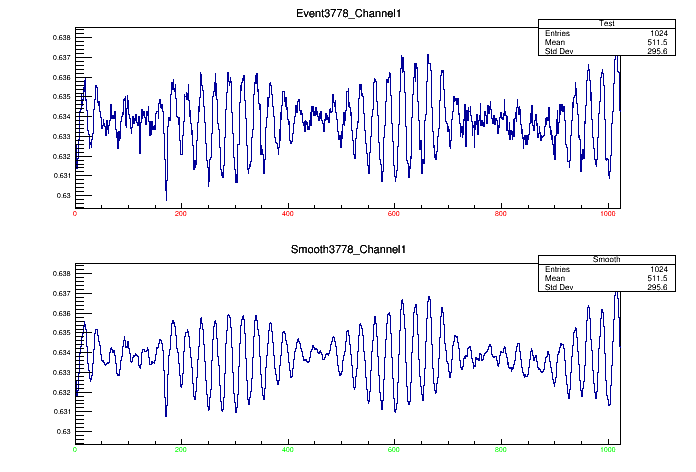 Event3778_Channel1
Test
Entries 1024
Mean 511.5
Std Dev 295.6
0.638
0.637
0.636
0.635
0.634
0.633
0.632
0.631
0.63
0 200 400 600 800 1000
Smooth3778_Channel1
Smooth
Entries 1024
Mean 511.5
Std Dev 295.6
0.638
0.637
0.636
0.635
0.634
0.633
0.632
0.631
0.63
0 200 400 600 800 1000